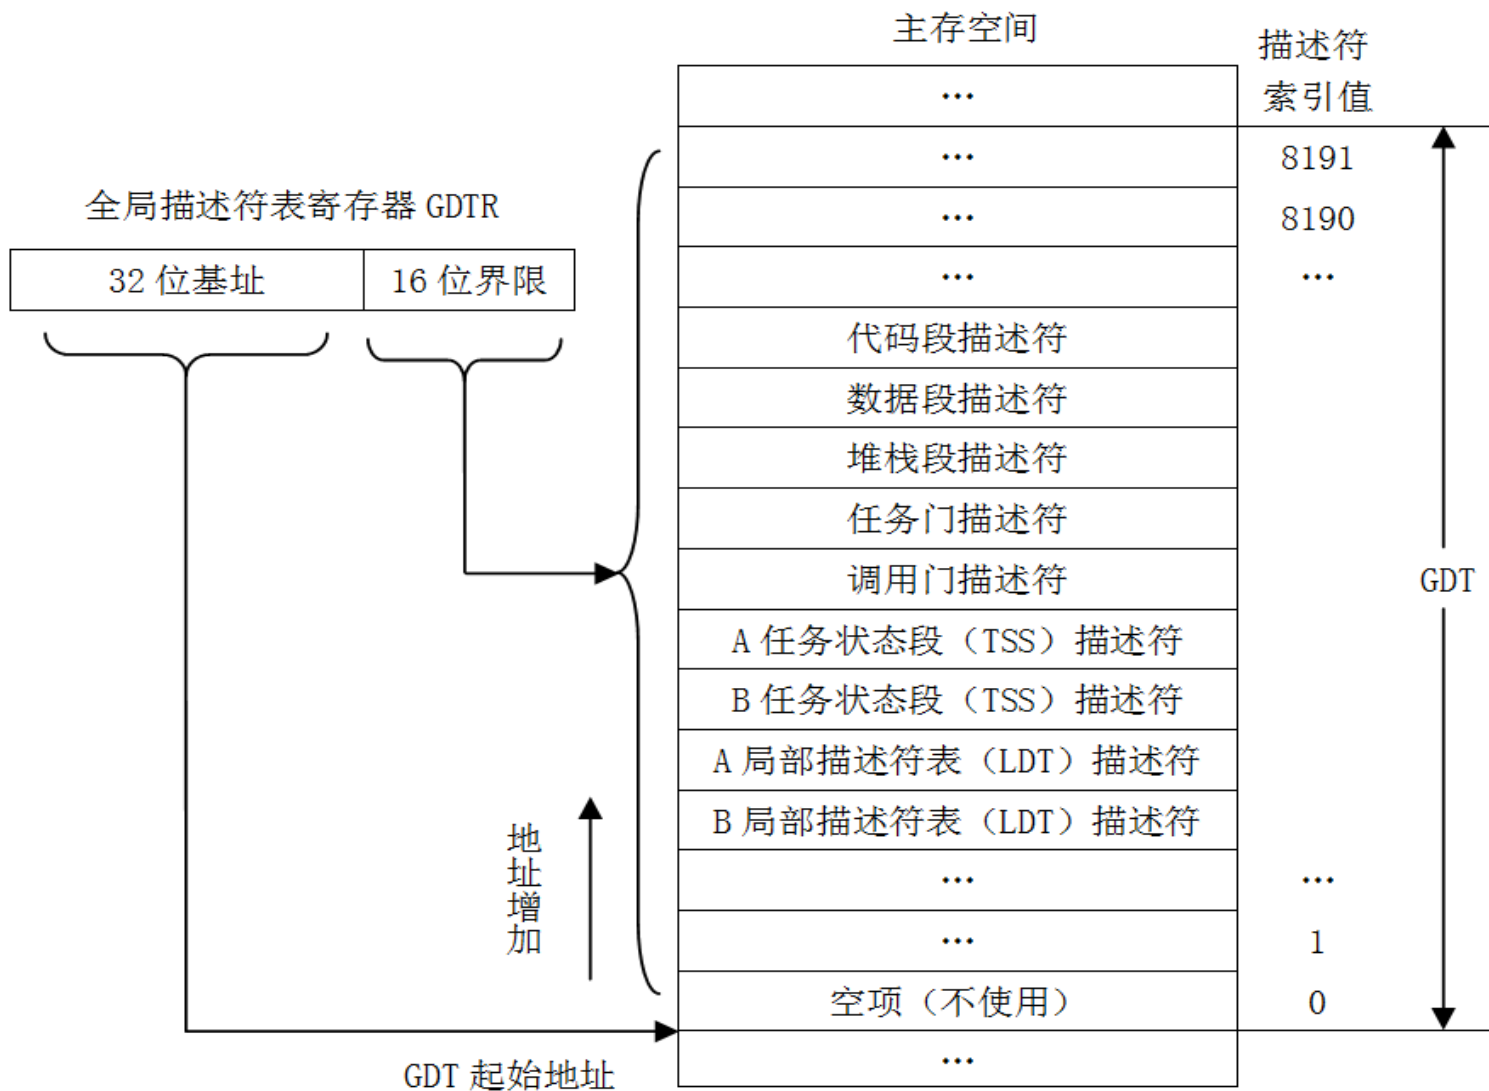 主存空间
描述符
索引值
…
… 8191
… 8190
全局描述符表寄存器 GDTR
32 位基址 16 位界限
… …
代码段描述符
数据段描述符
堆栈段描述符
任务门描述符
调用门描述符
GDT
A 任务状态段（TSS）描述符
B 任务状态段（TSS）描述符
A 局部描述符表（LDT）描述符
B 局部描述符表（LDT）描述符
地址增加
… …
… 1
空项（不使用） 0
…
GDT 起始地址